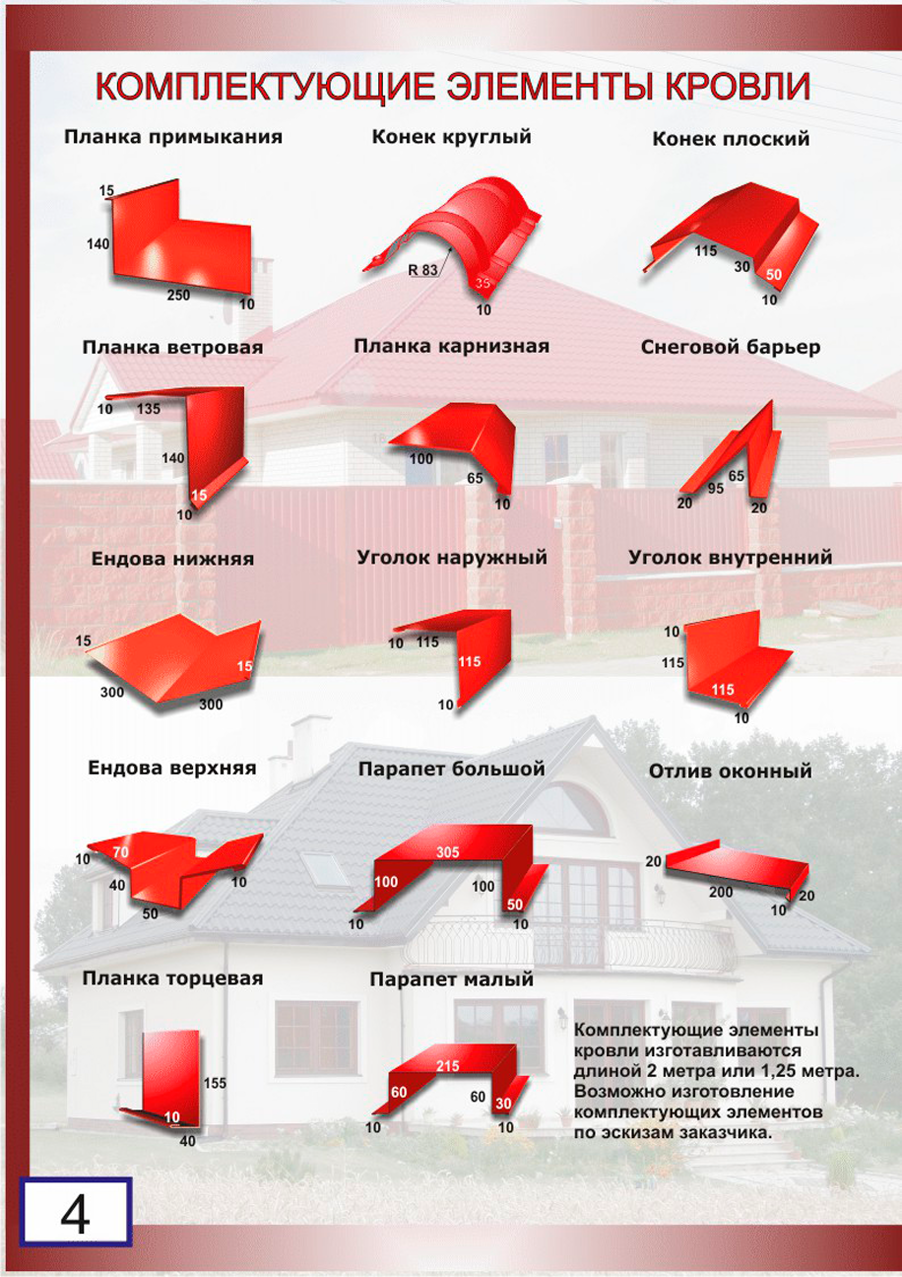 КОМПЛЕКТУЮЩИЕ ЭЛЕМЕНТЫ КРОВЛИ
Планка примыкания
15
140
250
10
Конек круглый
R 83
35
10
Конек плоский
115
30
50
10
Планка ветровая
10
135
140
15
10
Планка карнизная
100
65
10
Снеговой барьер
65
95
20
20
Ендова нижняя
15
15
300
300
Уголок наружный
10
115
115
10
Уголок внутренний
10
115
115
10
Ендова верхняя
10
70
40
10
50
Парапет большой
305
100
100
50
10
10
Отлив оконный
20
200
20
10
Планка торцевая
155
10
40
Парапет малый
215
60
60
30
10
10
Комплектующие элементы
кровли изготавливаются
длиной 2 метра или 1,25 метра.
Возможно изготовление
комплектующих элементов
по эскизам заказчика.
4